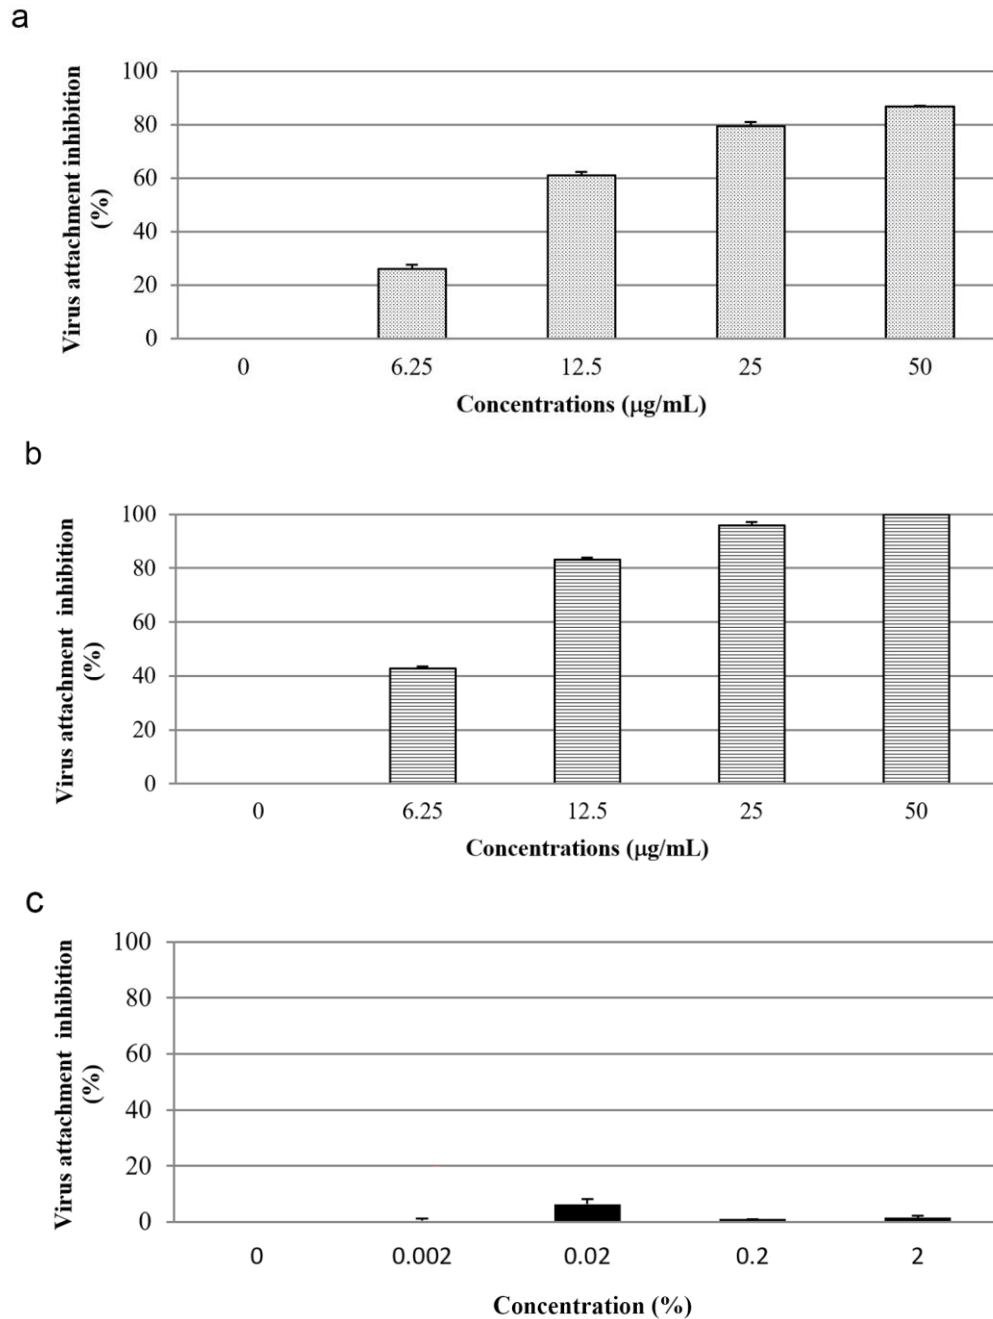 a
Virus attachment inhibition
(%)
100
80
60
40
20
0
0 6.25 12.5 25 50
Concentrations (µg/mL)
b
Virus attachment inhibition
(%)
100
80
60
40
20
0
0 6.25 12.5 25 50
Concentrations (µg/mL)
c
Virus attachment inhibition
(%)
100
80
60
40
20
0
0 0.002 0.02 0.2 2
Concentration (%)